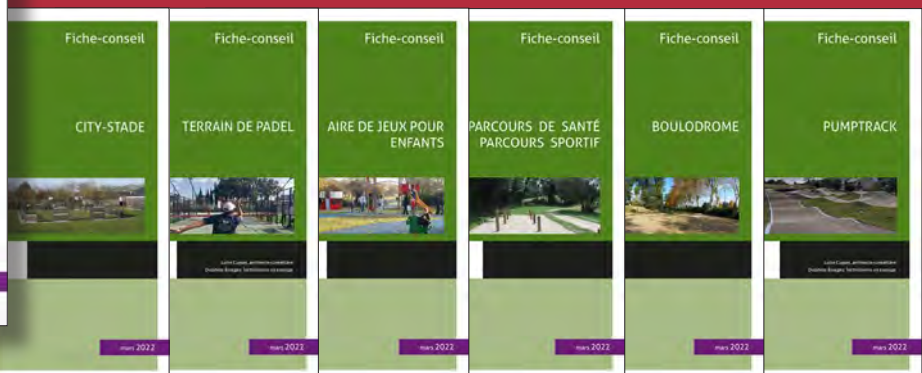 Fiche-conseil
CITY-STADE
mars 2022
Fiche-conseil
TERRAIN DE PADEL
mars 2022
Fiche-conseil
AIRE DE JEUX POUR
ENFANTS
mars 2022
Fiche-conseil
PARCOURS DE SANTÉ
PARCOURS SPORTIF
mars 2022
Fiche-conseil
BOULODROME
mars 2022
Fiche-conseil
PUMPTRACK
mars 2022